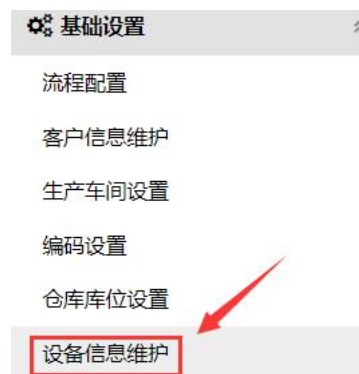 基础设置
流程配置
客户信息维护
生产车间设置
编码设置
仓库库位设置
设备信息维护